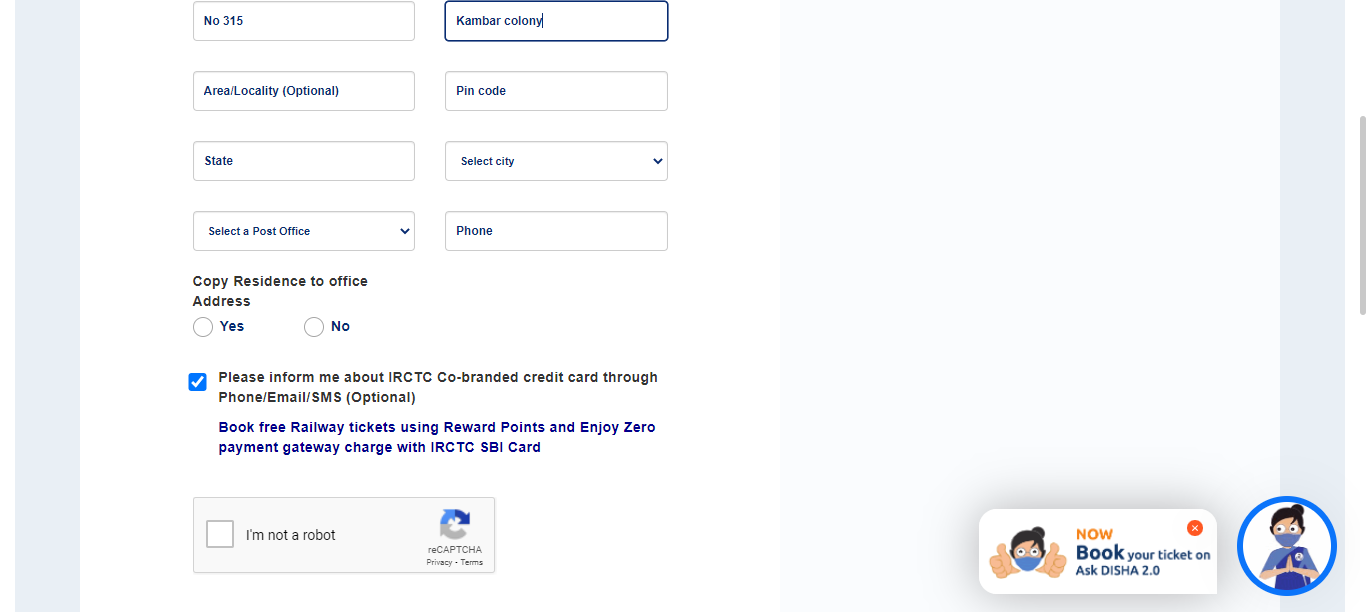 No 315
Kambar colony
Area/Locality (Optional)
Pin code
State
Select city
Select a Post Office
Phone
Copy Residence to office
Address
Yes
No
Please inform me about IRCTC Co-branded credit card through
Phone/Email/SMS (Optional)
Book free Railway tickets using Reward Points and Enjoy Zero
payment gateway charge with IRCTC SBI Card
I'm not a robot
reCAPTCHA
Privacy - Terms
NOW
Book your ticket on
Ask DISHA 2.0